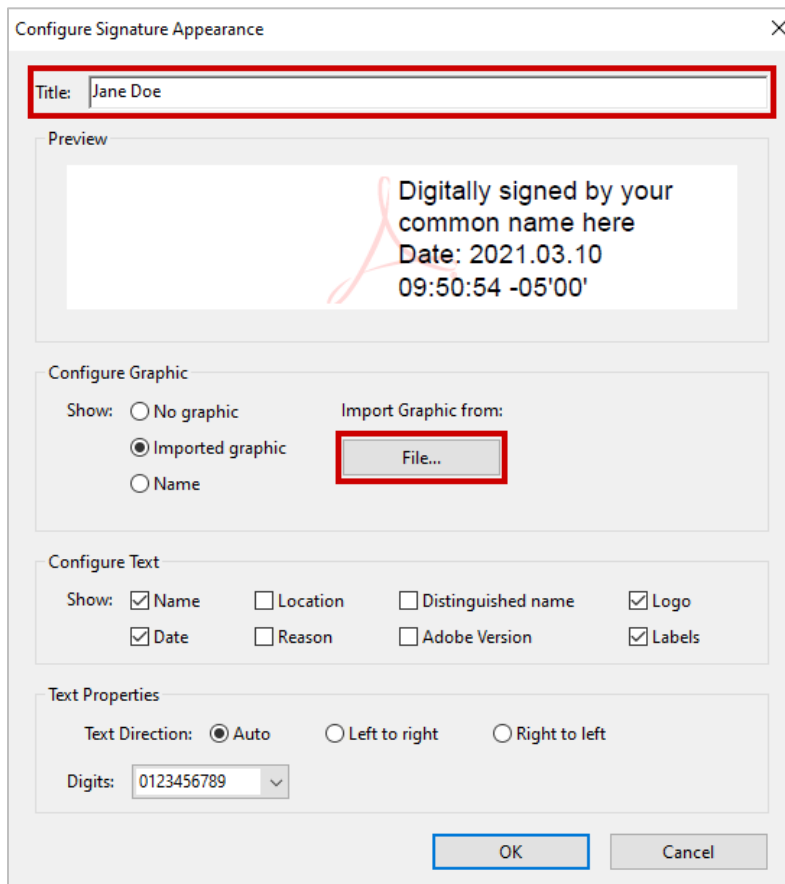 Configure Signature Appearance
Title: Jane Doe
Preview
Digitally signed by your
common name here
Date: 2021.03.10
09:50:54 -05'00'
Configure Graphic
Show: No graphic Import Graphic from:
Imported graphic File...
Name
Configure Text
Show: Name Location Distinguished name Logo
Date Reason Adobe Version Labels
Text Properties
Text Direction: Auto Left to right Right to left
Digits: 0123456789
OK Cancel